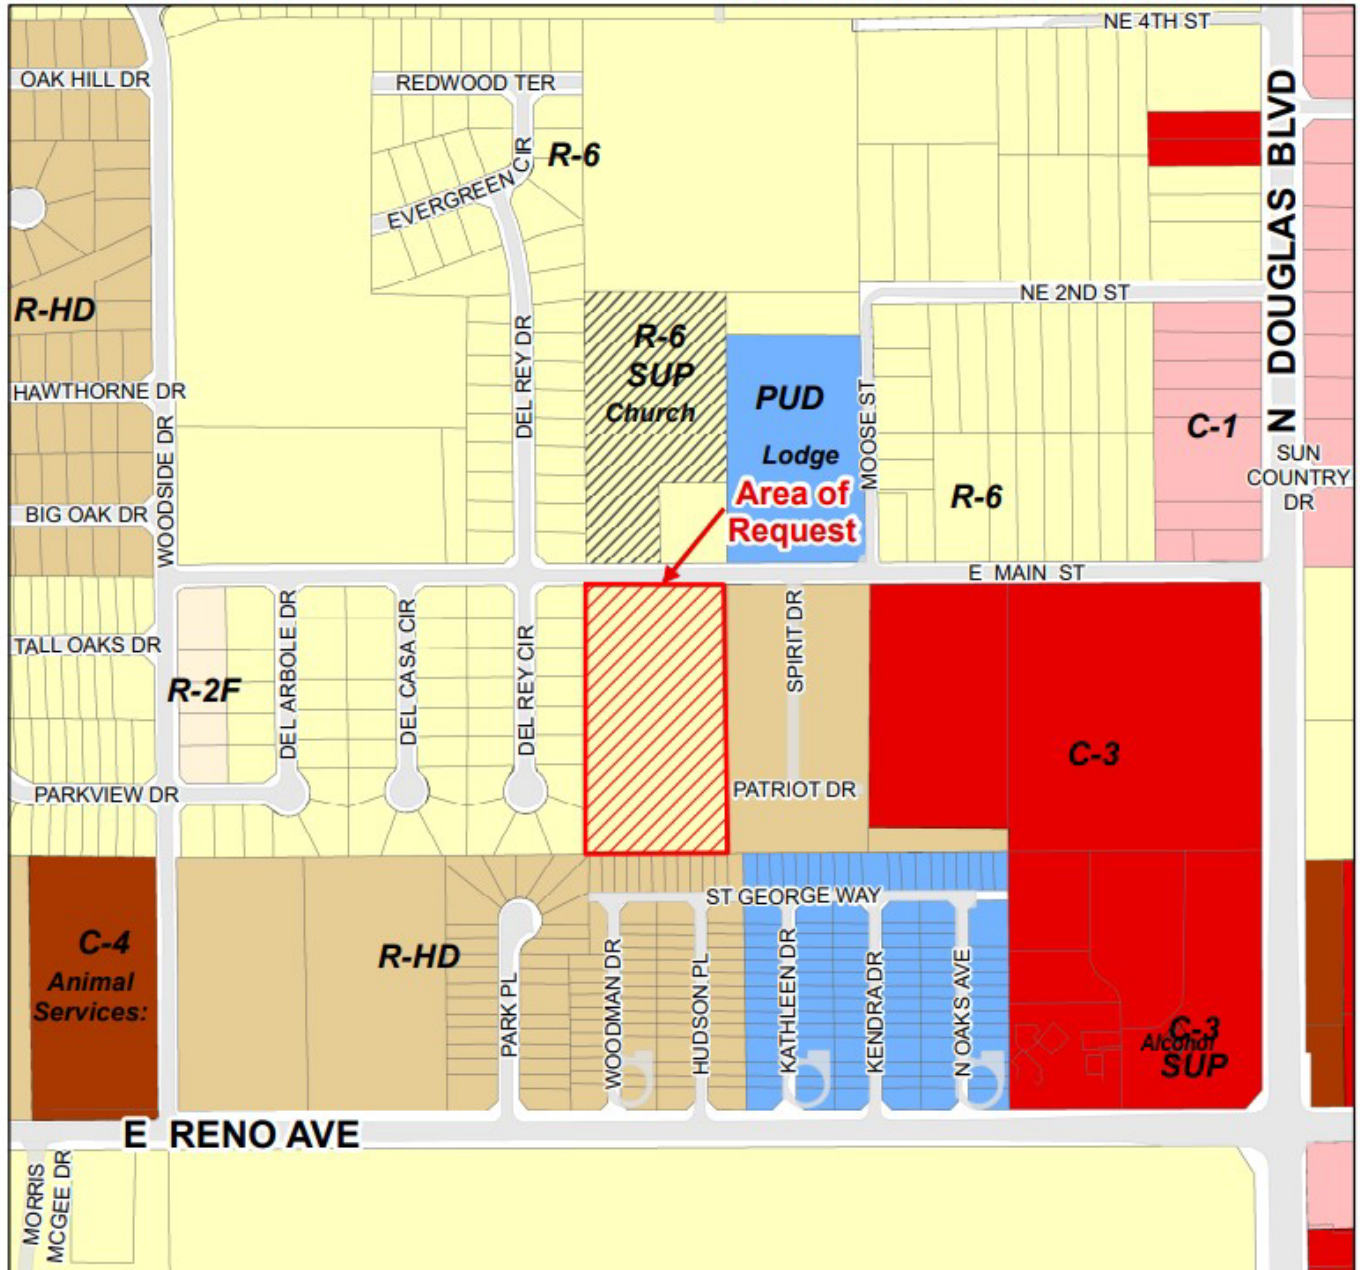 NE 4TH ST
OAK HILL DR
REDWOOD TER
N DOUGLAS BLVD
R-6
EVERGREEN CIR
R-HD
NE 2ND ST
DEL REY DR
R-6
SUP
Church
PUD
Lodge
MOOSE ST
C-1
HAWTHORNE DR
WOODSIDE DR
SUN
COUNTRY
DR
R-6
Area of
Request
BIG OAK DR
E MAIN ST
TALL OAKS DR
R-2F
DEL ARBOLE DR
DEL CASA CIR
DEL REY CIR
SPIRIT DR
C-3
PARKVIEW DR
PATRIOT DR
ST GEORGE WAY
C-4
Animal
Services:
R-HD
PARK PL
WOODMAN DR
HUDSON PL
KATHLEEN DR
KENDRA DR
N OAKS AVE
C-3
SUP
E RENO AVE
MORRIS
MCGEE DR